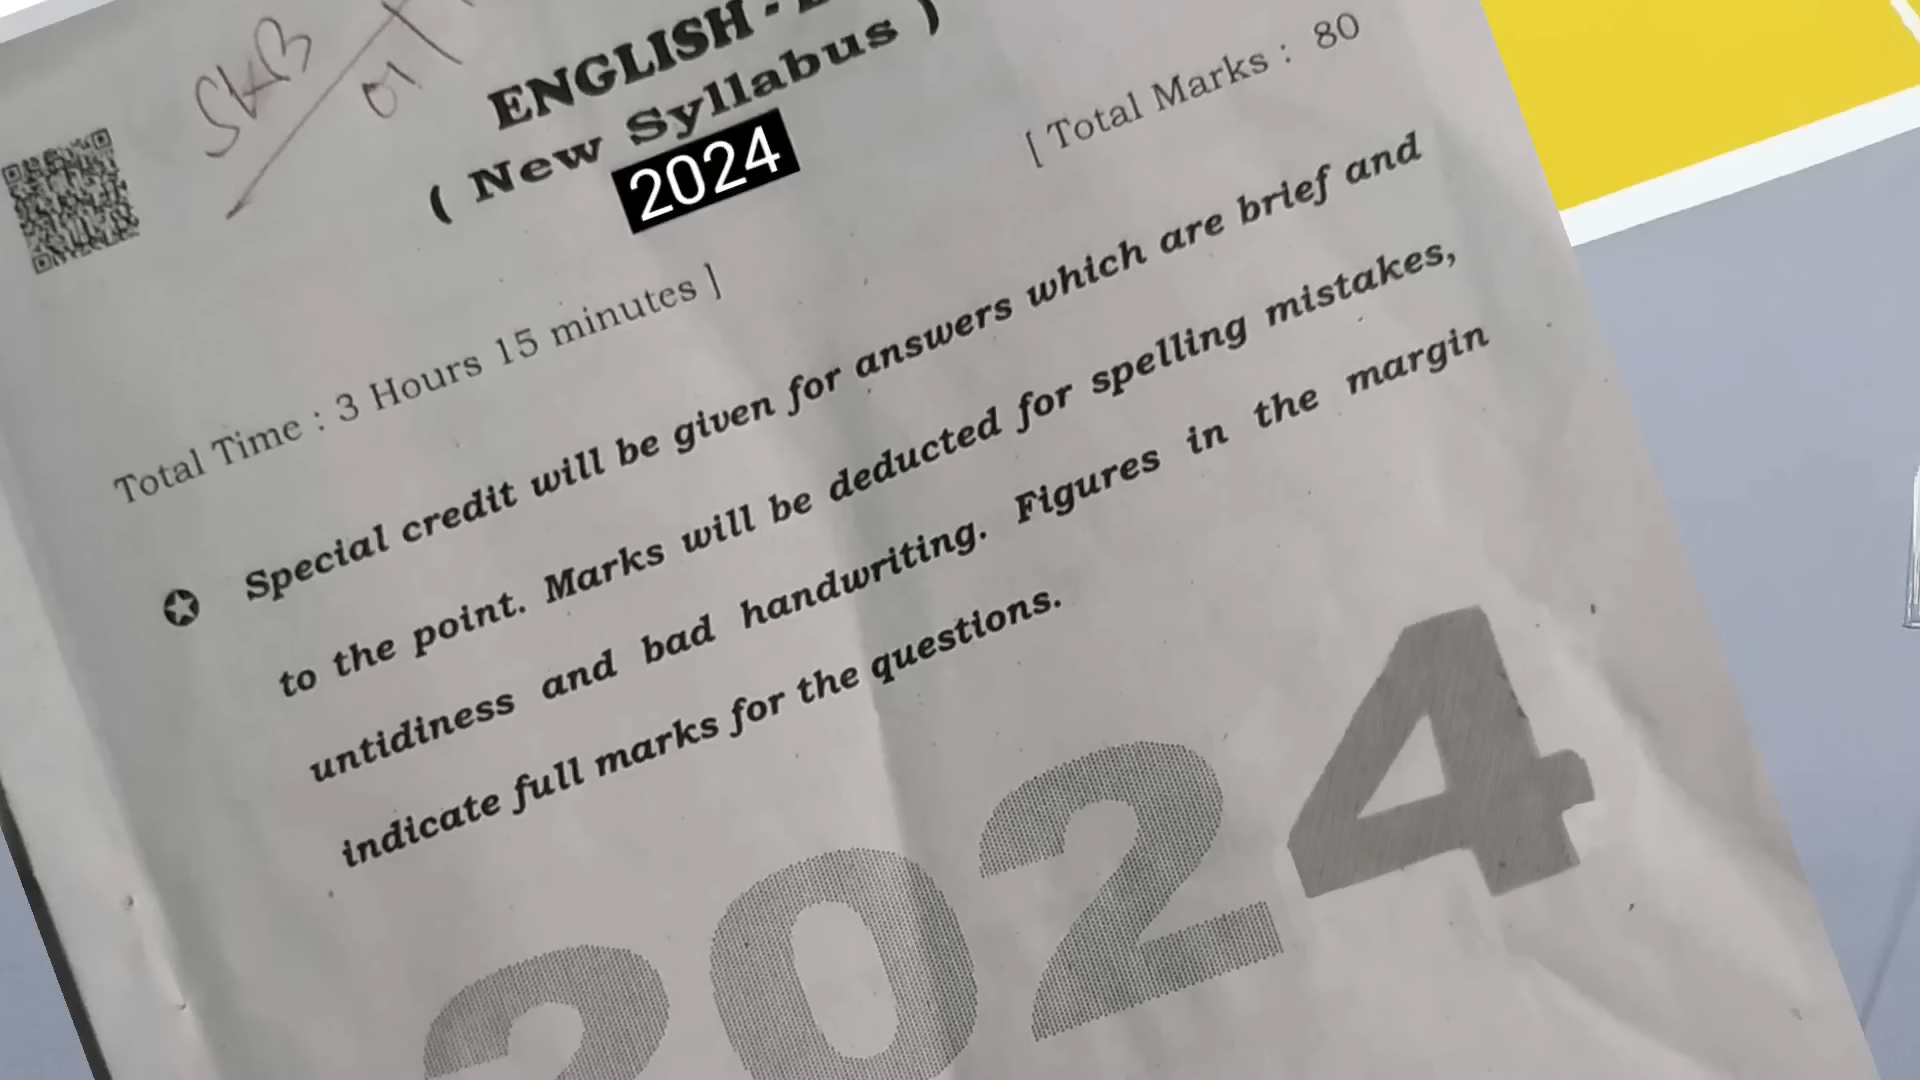 SKB
01
ENGLISH -
( New Syllabus )
2024
[ Total Marks : 80
Total Time : 3 Hours 15 minutes ]
Special credit will be given for answers which are brief and
to the point. Marks will be deducted for spelling mistakes,
untidiness and bad handwriting. Figures in the margin
indicate full marks for the questions.
2024